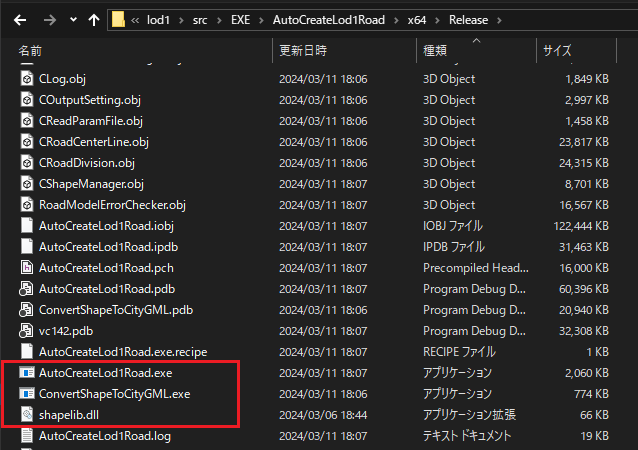 « lod1 › src › EXE › AutoCreateLod1Road › x64 › Release ›
名前 更新日時 種類 サイズ
CLog.obj 2024/03/11 18:06 3D Object 1,849 KB
COutputSetting.obj 2024/03/11 18:06 3D Object 2,997 KB
CReadParamFile.obj 2024/03/11 18:06 3D Object 1,458 KB
CRoadCenterLine.obj 2024/03/11 18:06 3D Object 23,817 KB
CRoadDivision.obj 2024/03/11 18:06 3D Object 24,315 KB
CShapeManager.obj 2024/03/11 18:07 3D Object 8,701 KB
RoadModelErrorChecker.obj 2024/03/11 18:07 3D Object 16,567 KB
AutoCreateLod1Road.iobj 2024/03/11 18:07 IOBJ ファイル 122,444 KB
AutoCreateLod1Road.ipdb 2024/03/11 18:07 IPDB ファイル 31,463 KB
AutoCreateLod1Road.pch 2024/03/11 18:07 Precompiled Head... 16,000 KB
AutoCreateLod1Road.pdb 2024/03/11 18:07 Program Debug D... 60,396 KB
ConvertShapeToCityGML.pdb 2024/03/11 18:06 Program Debug D... 20,940 KB
vc142.pdb 2024/03/11 18:07 Program Debug D... 32,308 KB
AutoCreateLod1Road.exe.recipe 2024/03/11 18:07 RECIPE ファイル 1 KB
AutoCreateLod1Road.exe 2024/03/11 18:07 アプリケーション 2,060 KB
ConvertShapeToCityGML.exe 2024/03/11 18:06 アプリケーション 774 KB
shapelib.dll 2024/03/06 18:44 アプリケーション拡張 66 KB
AutoCreateLod1Road.log 2024/03/11 18:07 テキスト ドキュメント 19 KB